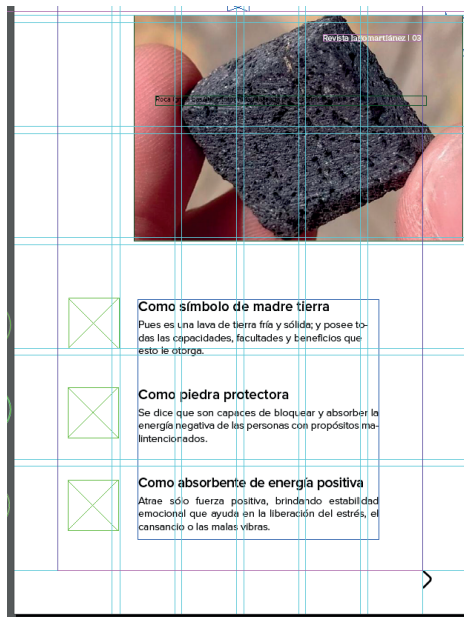 Revista lagomartiánez | 03
Roca
Como símbolo de madre tierra
Pues es una lava de tierra fría y sólida; y posee to-
das las capacidades, facultades y beneficios que
esto le otorga.
Como piedra protectora
Se dice que son capaces de bloquear y absorber la
energía negativa de las personas con propósitos ma-
lintencionados.
Como absorbente de energía positiva
Atrae sólo fuerza positiva, brindando estabilidad
emocional que ayuda en la liberación del estrés, el
cansancio o las malas vibras.